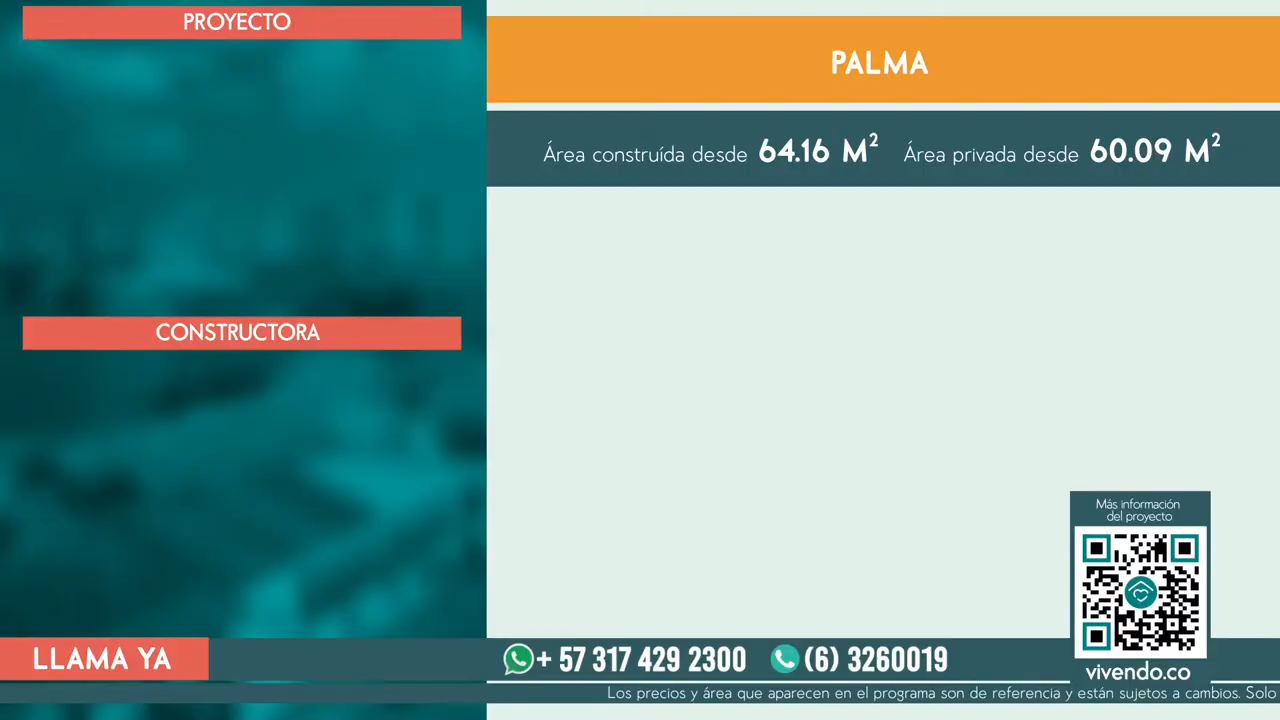 PROYECTO
PALMA
Área construída desde 64.16 M² Área privada desde 60.09 M²
CONSTRUCTORA
Más información
del proyecto
LLAMA YA
+ 57 317 429 2300 (6) 3260019
vivendo.co
Los precios y área que aparecen en el programa son de referencia y están sujetos a cambios. Solo